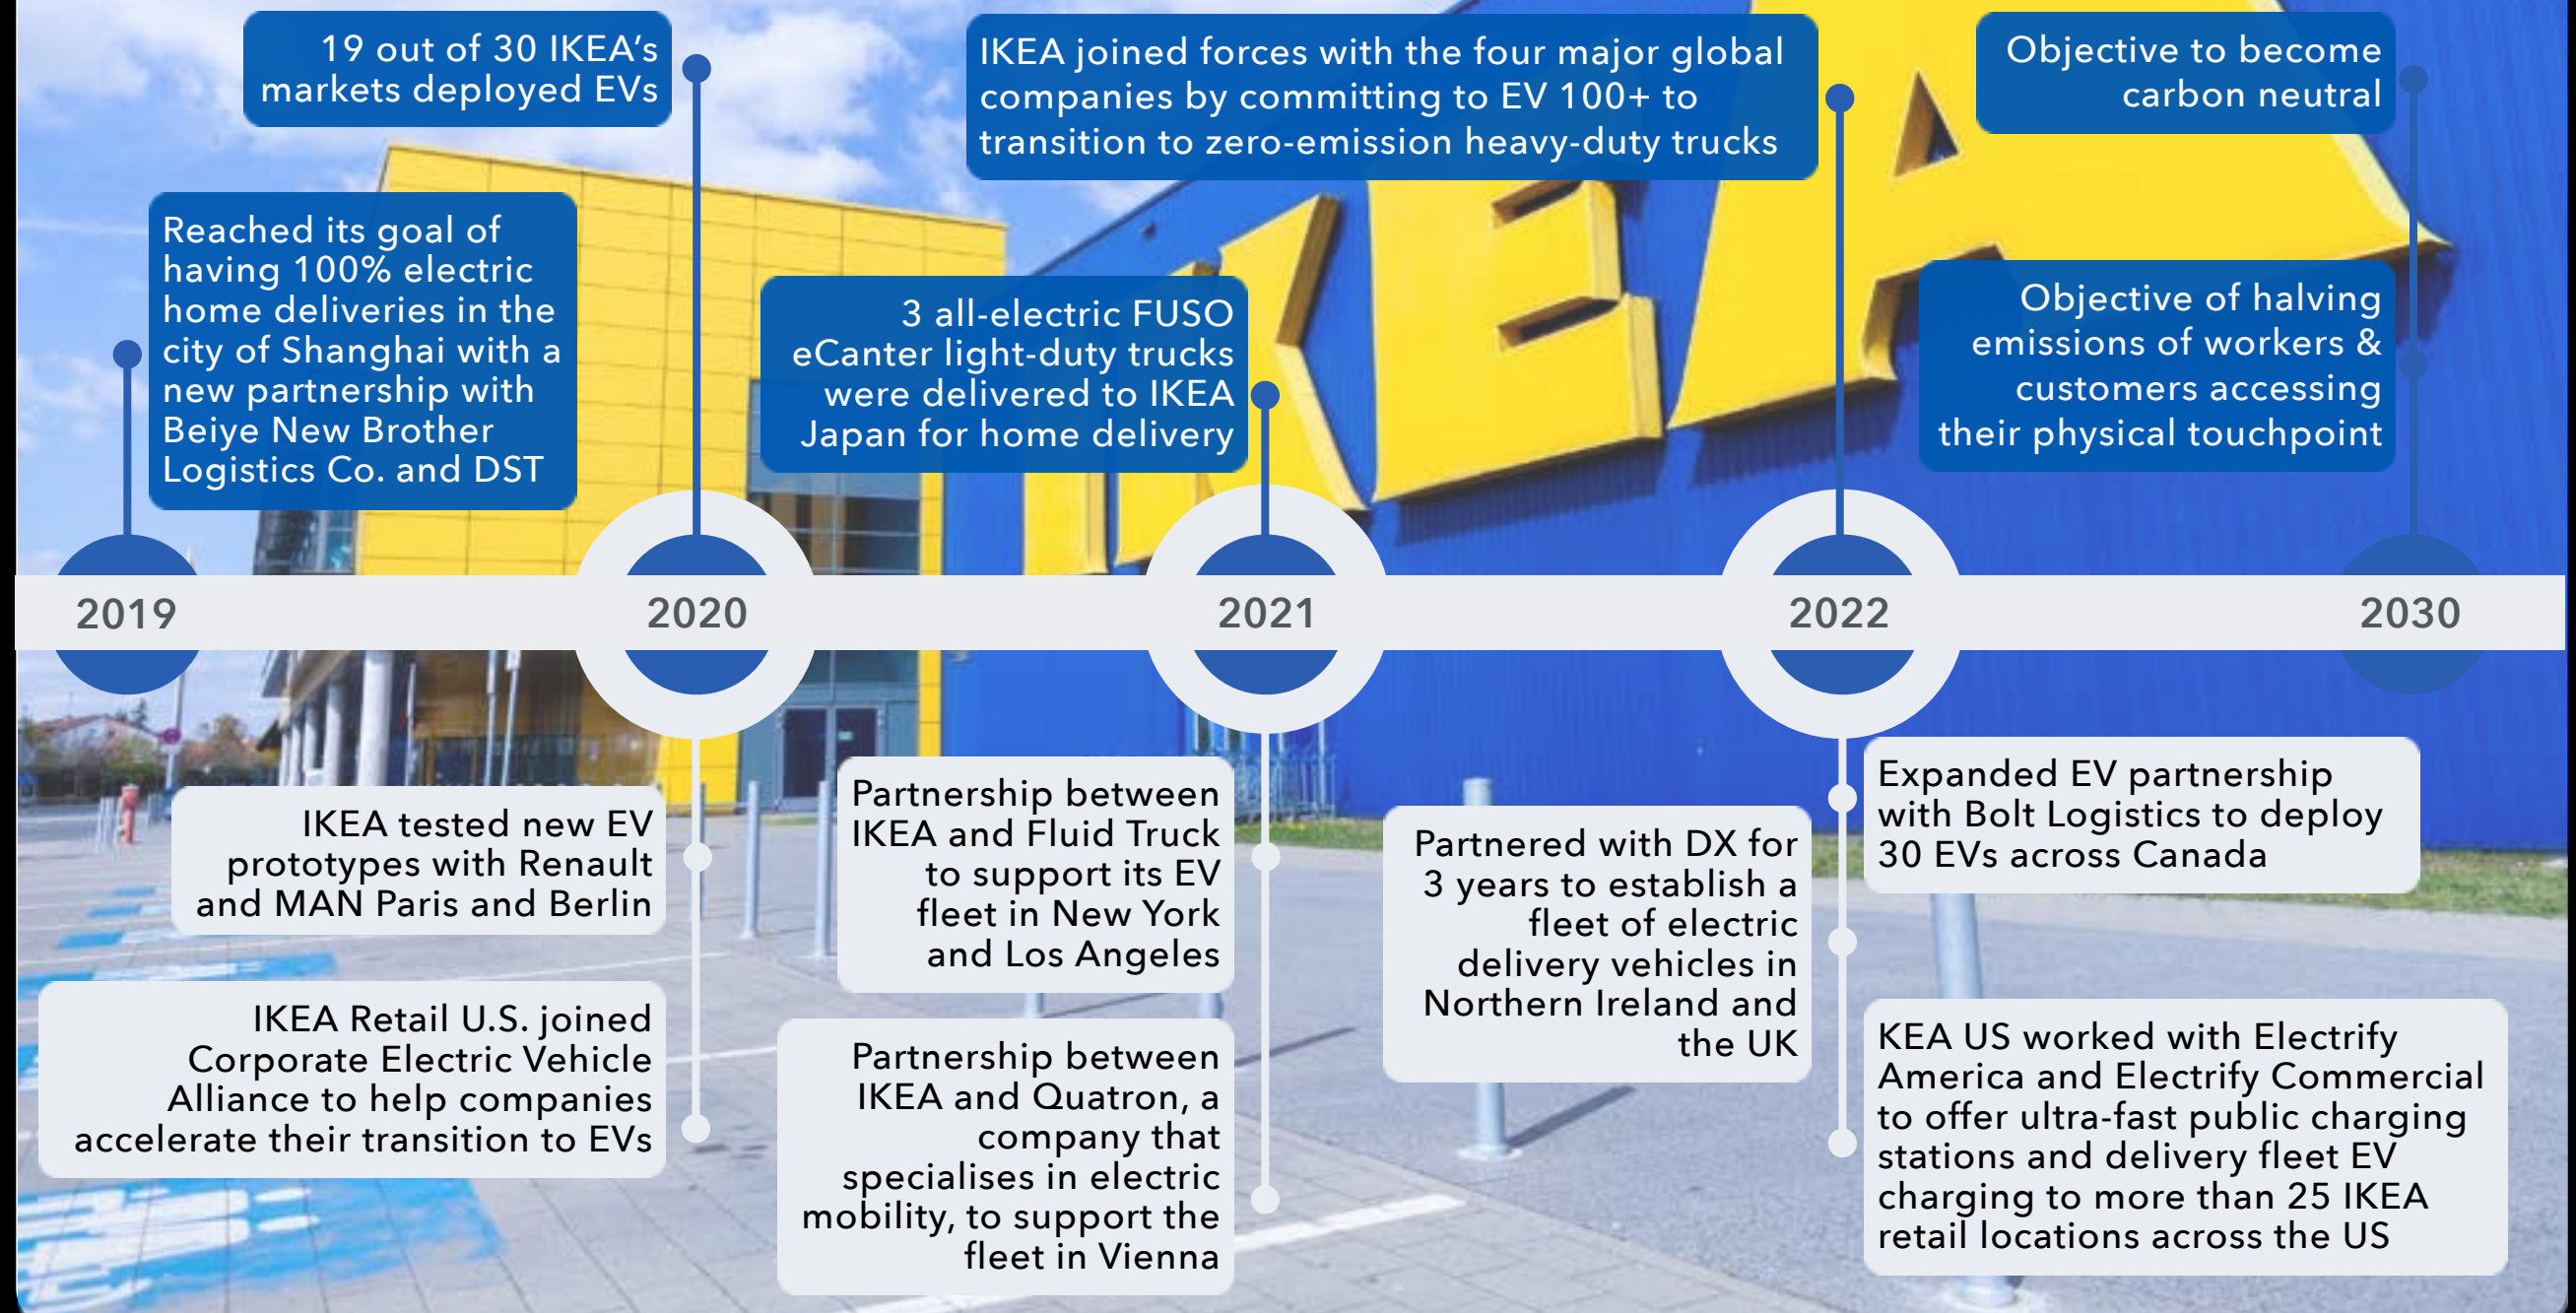 19 out of 30 IKEA’s
markets deployed EVs
IKEA joined forces with the four major global
companies by committing to EV 100+ to
transition to zero-emission heavy-duty trucks
Objective to become
carbon neutral
Reached its goal of
having 100% electric
home deliveries in the
city of Shanghai with a
new partnership with
Beiye New Brother
Logistics Co. and DST
3 all-electric FUSO
eCanter light-duty trucks
were delivered to IKEA
Japan for home delivery
Objective of halving
emissions of workers &
customers accessing
their physical touchpoint
IKEA
2019
2020
2021
2022
2030
IKEA tested new EV
prototypes with Renault
and MAN Paris and Berlin
IKEA Retail U.S. joined
Corporate Electric Vehicle
Alliance to help companies
accelerate their transition to EVs
Partnership between
IKEA and Fluid Truck
to support its EV
fleet in New York
and Los Angeles
Partnership between
IKEA and Quatron, a
company that
specialises in electric
mobility, to support the
fleet in Vienna
Partnered with DX for
3 years to establish a
fleet of electric
delivery vehicles in
Northern Ireland and
the UK
Expanded EV partnership
with Bolt Logistics to deploy
30 EVs across Canada
KEA US worked with Electrify
America and Electrify Commercial
to offer ultra-fast public charging
stations and delivery fleet EV
charging to more than 25 IKEA
retail locations across the US